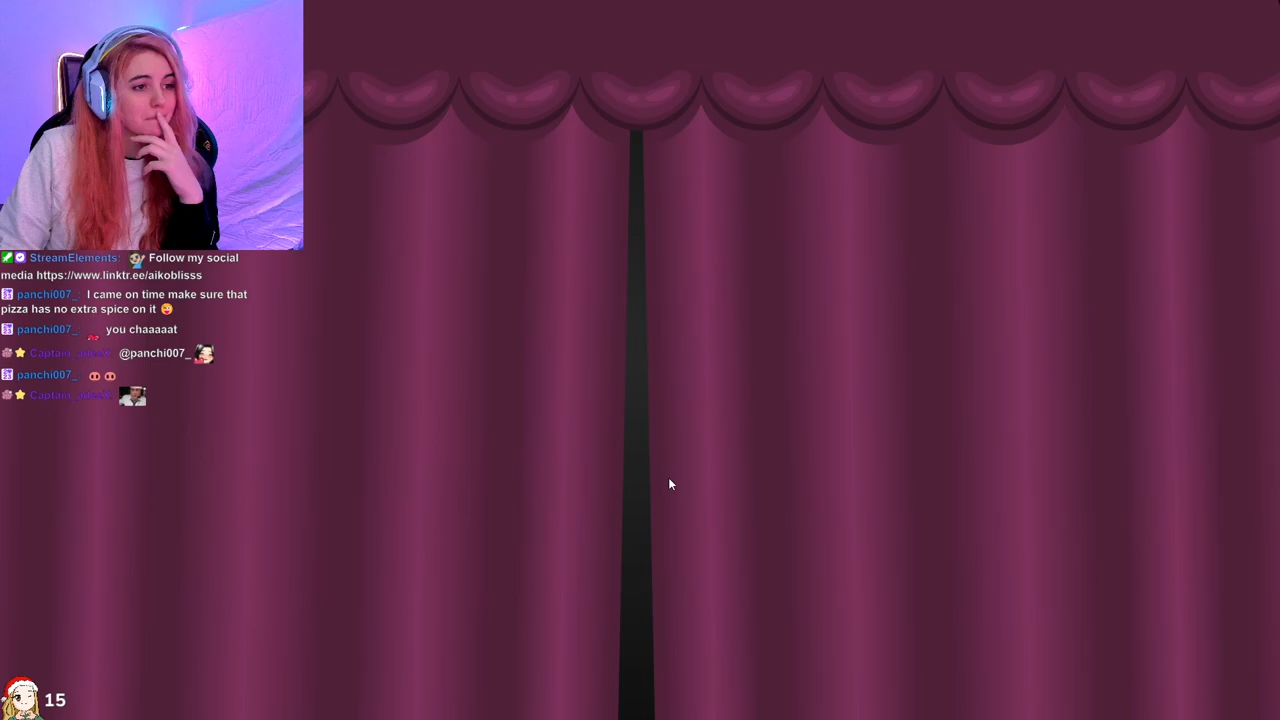 StreamElements: Follow my social
media https://www.linktr.ee/aikoblisss
panchi007_: I came on time make sure that
pizza has no extra spice on it
panchi007_: you chaaaaat
@panchi007_
panchi007_:
15